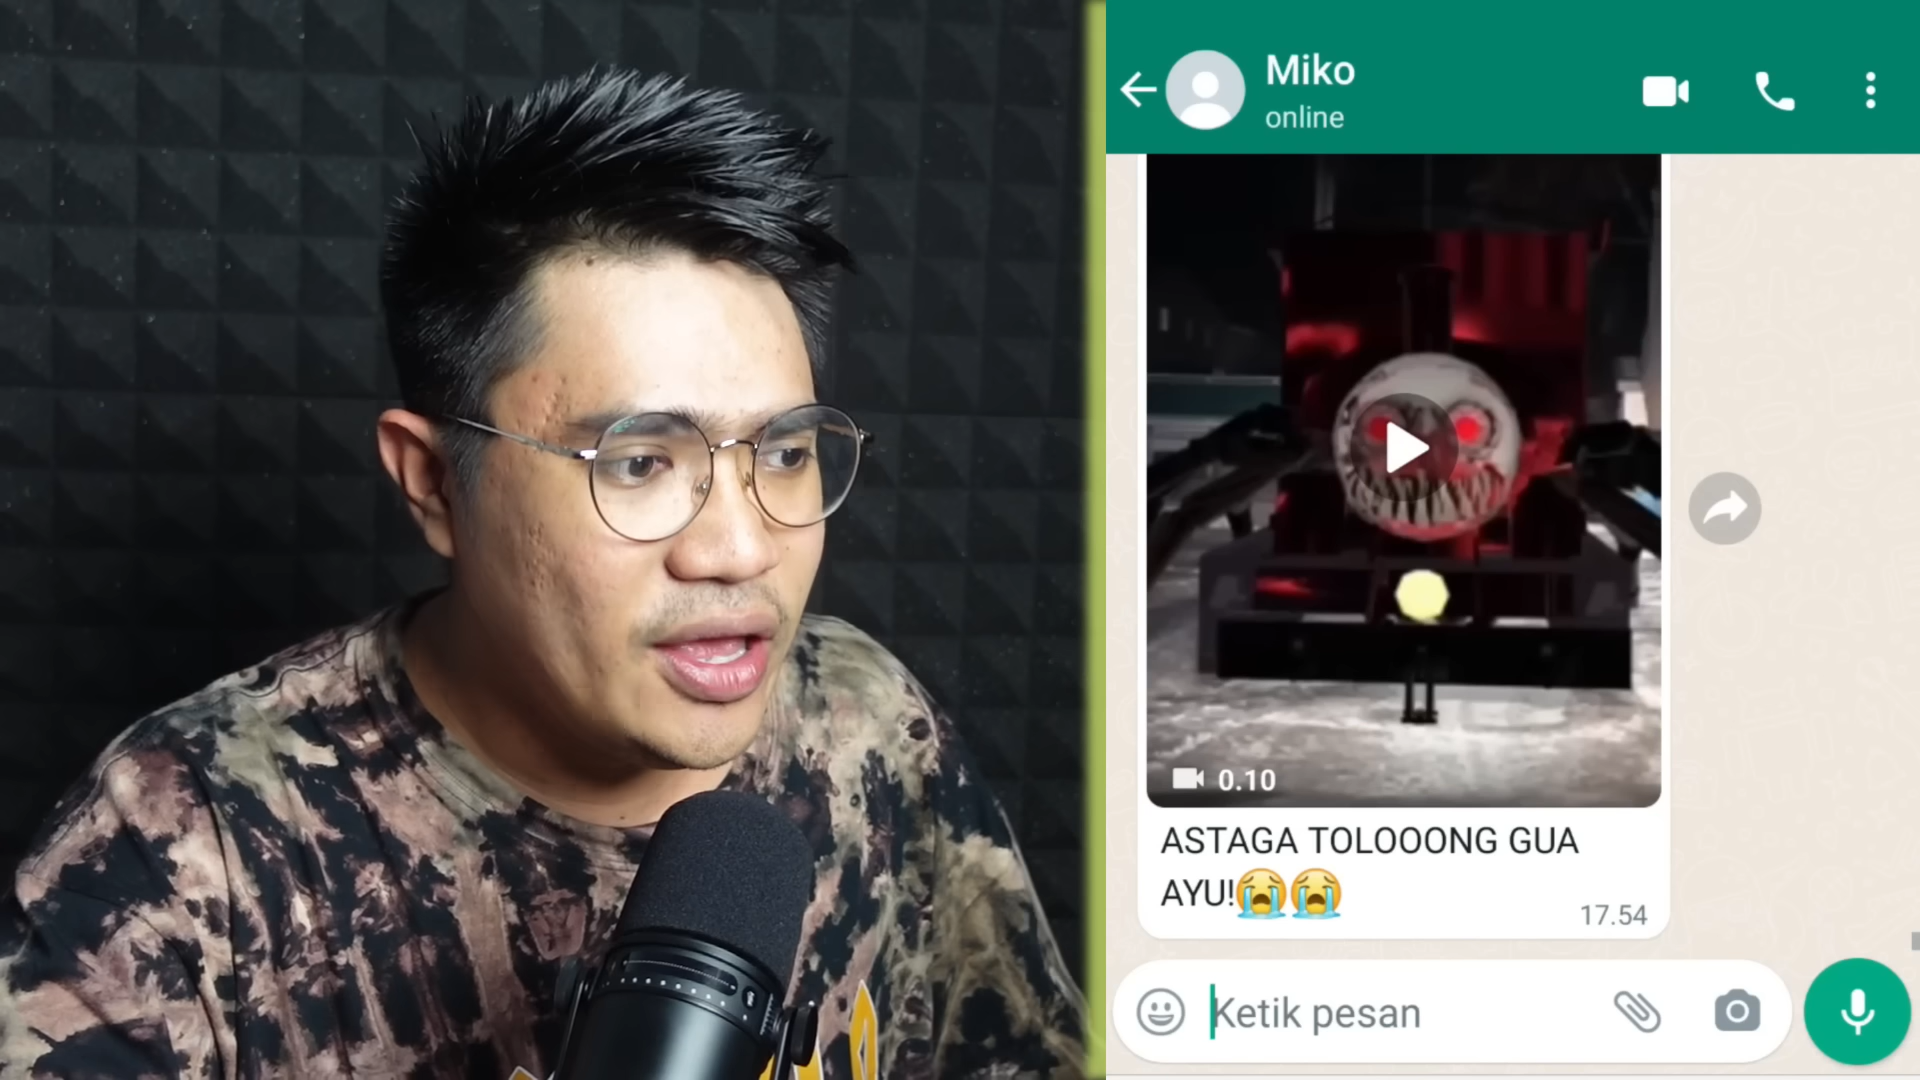 Miko
online
0.10
ASTAGA TOLOOONG GUA
AYU!😭😭
17.54
Ketik pesan